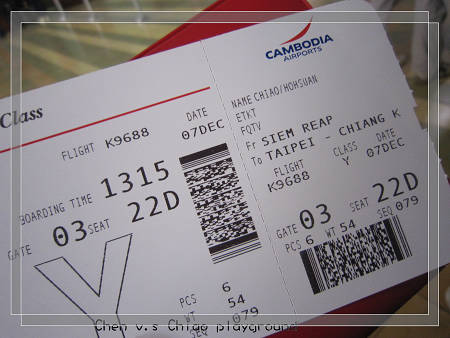 Class
FLIGHT K9688
DATE 07DEC
BOARDING TIME 1315
GATE 03 SEAT 22D
Y
PCS 6
WT 54
SEQ 079
CAMBODIA
AIRPORTS
NAME CHIAO/HOHSUAN
ETKT
FQTV
Fr SIEM REAP
To TAIPEI - CHIANG K
FLIGHT CLASS DATE
K9688 Y 07DEC
GATE 03 SEAT 22D
PCS 6 WT 54 SEQ 079
Chen v.s Chiao playground